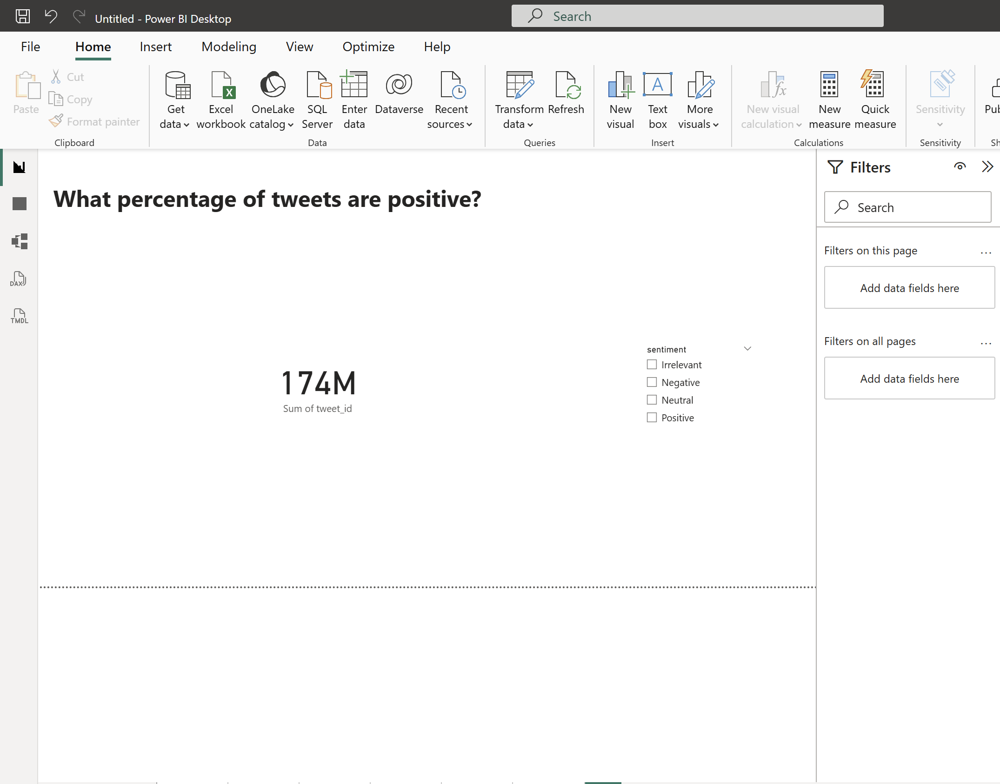 Untitled - Power BI Desktop
Search
File Home Insert Modeling View Optimize Help
Paste
Cut
Copy
Format painter
Clipboard
Get data
Excel workbook
OneLake catalog
SQL Server
Enter data
Dataverse
Recent sources
Data
Transform data
Refresh
Queries
New visual
Text box
More visuals
Insert
New visual calculation
New measure
Quick measure
Calculations
Sensitivity
Sensitivity
What percentage of tweets are positive?
174M
Sum of tweet_id
sentiment
Irrelevant
Negative
Neutral
Positive
DAX
TMDL
Filters
Search
Filters on this page
Add data fields here
Filters on all pages
Add data fields here